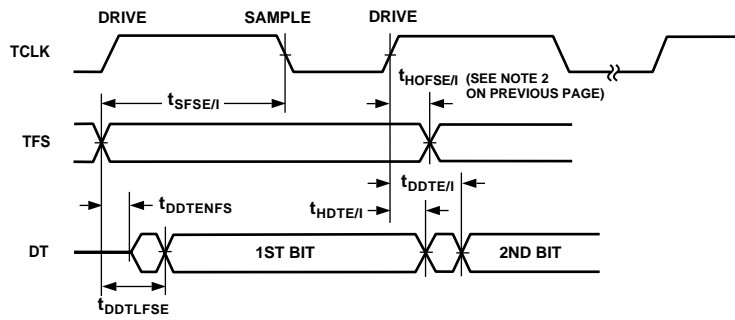 DRIVE SAMPLE DRIVE
TCLK
tHOFSE/I (SEE NOTE 2
ON PREVIOUS PAGE)
tSFSE/I
TFS
tDDTE/I
tDDTENFS
tHDTE/I
DT 1ST BIT 2ND BIT
tDDTLFSE